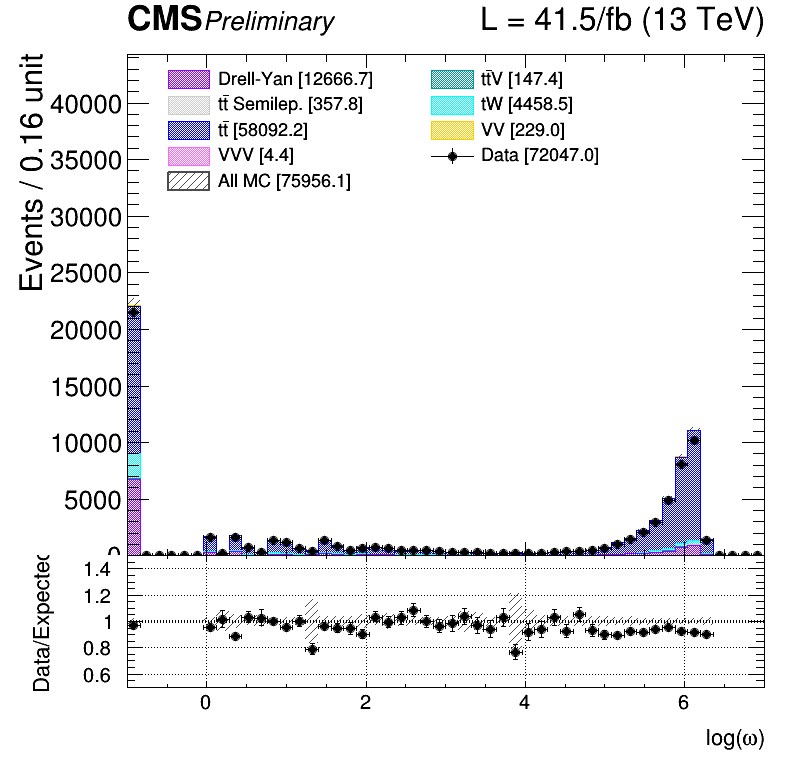 CMS Preliminary L = 41.5/fb (13 TeV)
Events / 0.16 unit
40000
35000
30000
25000
20000
15000
10000
5000
0
Drell-Yan [12666.7]
tt̄ Semilep. [357.8]
tt̄ [58092.2]
VVV [4.4]
All MC [75956.1]
tt̄V [147.4]
tW [4458.5]
VV [229.0]
Data [72047.0]
Data/Expected
1.4
1.2
1
0.8
0.6
0 2 4 6
log(ω)